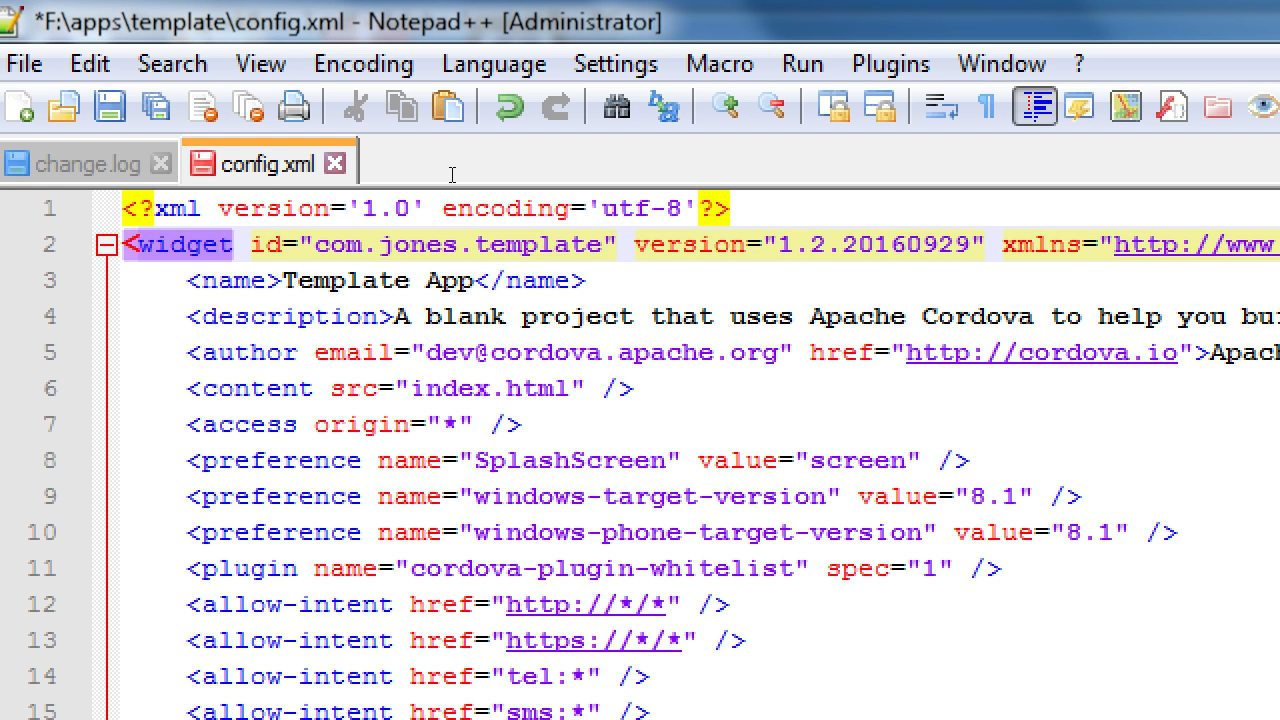 *F:\apps\template\config.xml - Notepad++ [Administrator]
File Edit Search View Encoding Language Settings Macro Run Plugins Window ?
change.log config.xml
1 <?xml version='1.0' encoding='utf-8'?>
2 <widget id="com.jones.template" version="1.2.20160929" xmlns="http://www
3 <name>Template App</name>
4 <description>A blank project that uses Apache Cordova to help you
5 <author email="dev@cordova.apache.org" href="http://cordova.io">
6 <content src="index.html" />
7 <access origin="*" />
8 <preference name="SplashScreen" value="screen" />
9 <preference name="windows-target-version" value="8.1" />
10 <preference name="windows-phone-target-version" value="8.1" />
11 <plugin name="cordova-plugin-whitelist" spec="1" />
12 <allow-intent href="http://*/*" />
13 <allow-intent href="https://*/*" />
14 <allow-intent href="tel:*" />
15 <allow-intent href="sms:*" />